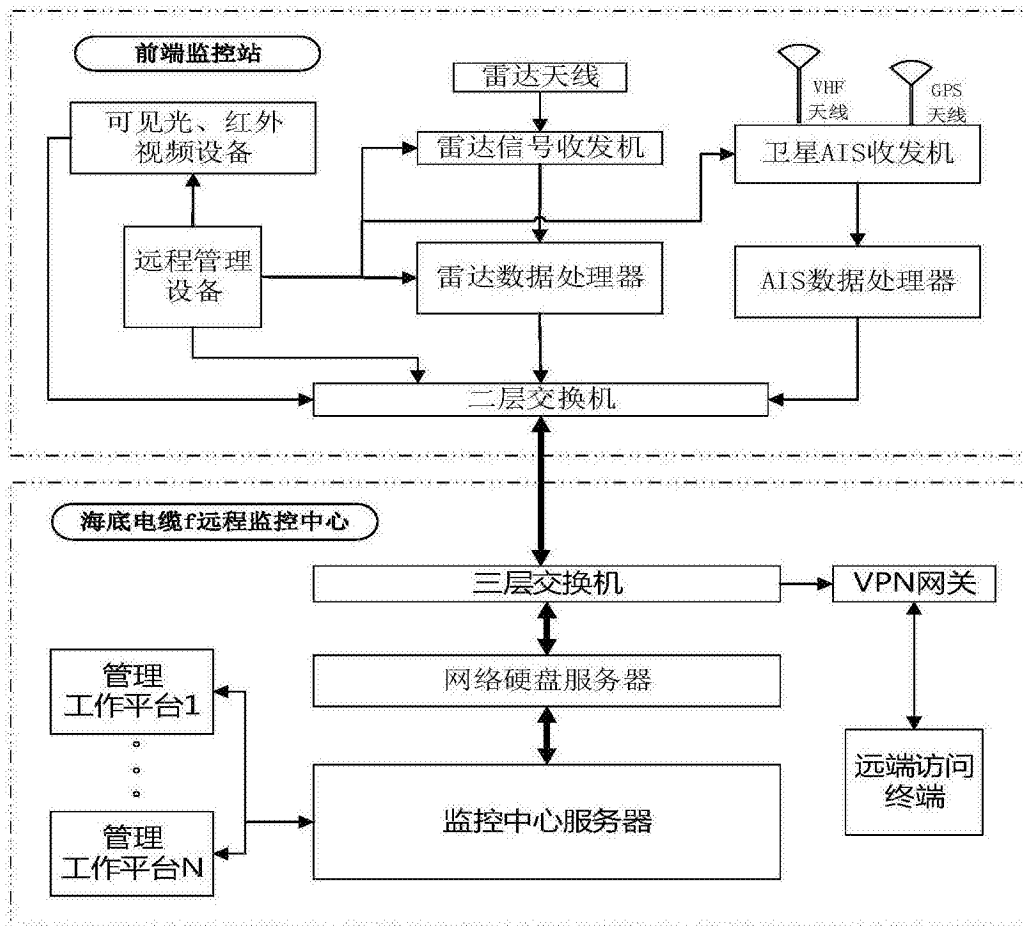 前端监控站
雷达天线
VHF
天线
GPS
天线
可见光、红外
视频设备
雷达信号收发机
卫星AIS收发机
远程管理
设备
雷达数据处理器
AIS数据处理器
二层交换机
海底电缆f远程监控中心
三层交换机
VPN网关
管理
工作平台1
网络硬盘服务器
远端访问
终端
监控中心服务器
管理
工作平台N